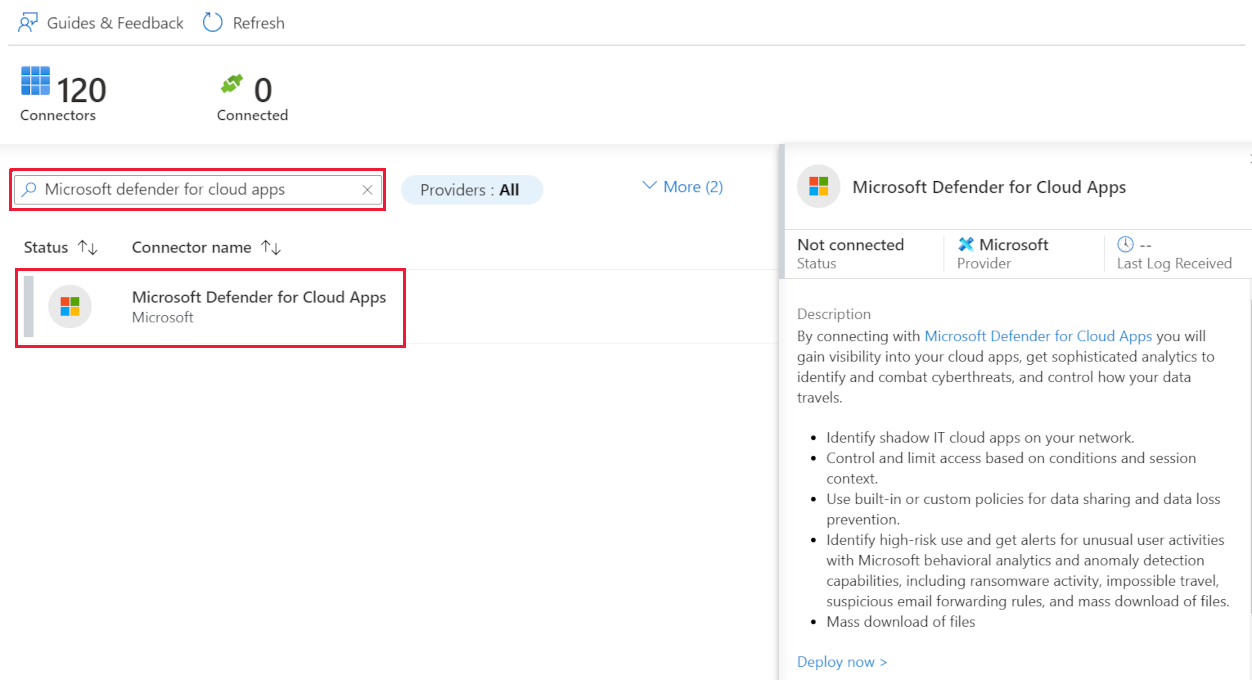 Guides & Feedback Refresh
120 0
Connectors Connected
Microsoft defender for cloud apps Providers : All More (2)
Status Connector name
Microsoft Defender for Cloud Apps
Microsoft
Microsoft Defender for Cloud Apps
Not connected Microsoft --
Status Provider Last Log Received
Description
By connecting with Microsoft Defender for Cloud Apps you will
gain visibility into your cloud apps, get sophisticated analytics to
identify and combat cyberthreats, and control how your data
travels.
• Identify shadow IT cloud apps on your network.
• Control and limit access based on conditions and session
context.
• Use built-in or custom policies for data sharing and data loss
prevention.
• Identify high-risk use and get alerts for unusual user activities
with Microsoft behavioral analytics and anomaly detection
capabilities, including ransomware activity, impossible travel,
suspicious email forwarding rules, and mass download of files.
• Mass download of files
Deploy now >